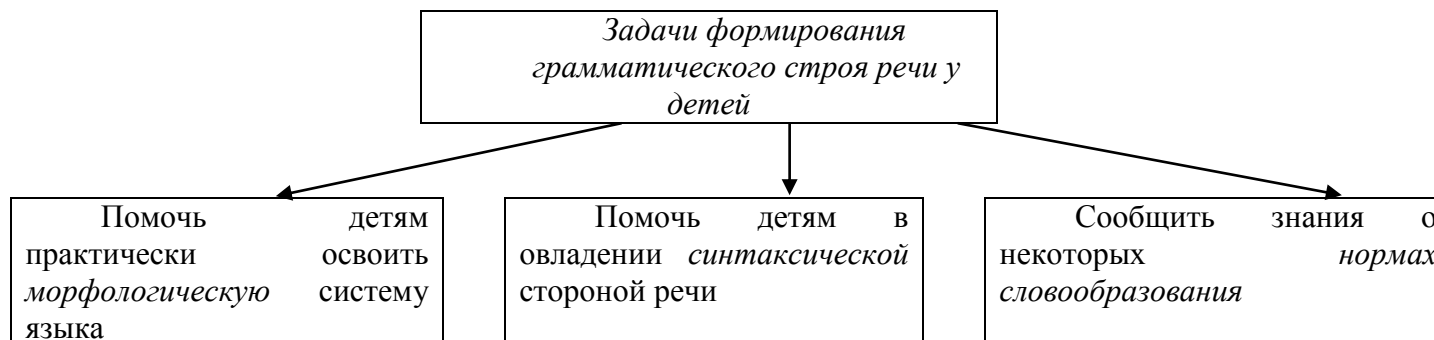 Задачи формирования
грамматического строя речи у
детей
Помочь детям
практически освоить
морфологическую систему
языка
Помочь детям в
овладении синтаксической
стороной речи
Сообщить знания о
некоторых нормах
словообразования